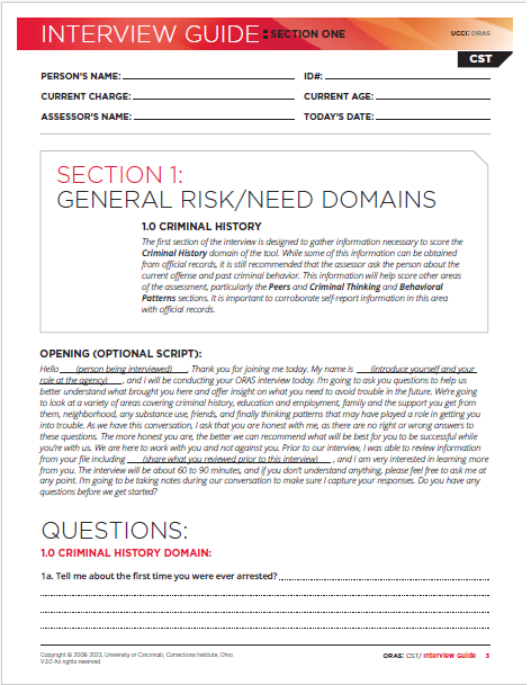 INTERVIEW GUIDE: SECTION ONE
UCCI: ORAS
CST
PERSON'S NAME: ID#:
CURRENT CHARGE: CURRENT AGE:
ASSESSOR'S NAME: TODAY'S DATE:
SECTION 1:
GENERAL RISK/NEED DOMAINS
1.0 CRIMINAL HISTORY
The first section of the interview is designed to gather information necessary to score the
Criminal History domain of the tool. While some of this information can be obtained
from official records, it is still recommended that the assessor ask the person about the
current offense and past criminal behavior. This information will help score other areas
of the assessment, particularly the Peers and Criminal Thinking and Behavioral
Patterns sections. It is important to corroborate self-report information in this area
with official records.
OPENING (OPTIONAL SCRIPT):
Hello (person being interviewed) . Thank you for joining me today. My name is (introduce yourself and your
role at the agency) , and I will be conducting your ORAS interview today. I'm going to ask you questions to help us
better understand what brought you here and offer insight on what you need to avoid trouble in the future. We're going
to look at a variety of areas covering criminal history, education and employment, family and the support you get from
them, neighborhood, any substance use, friends, and finally thinking patterns that may have played a role in getting you
into trouble. As we have this conversation, I ask that you are honest with me, as there are no right or wrong answers to
these questions. The more honest you are, the better we can recommend what will be best for you to be successful while
you're with us. We are here to work with you and not against you. Prior to our interview, I was able to review information
from your file including (share what you reviewed prior to this interview) , and I am very interested in learning more
from you. The interview will be about 60 to 90 minutes, and if you don't understand anything, please feel free to ask me at
any point. I'm going to be taking notes during our conversation to make sure I capture your responses. Do you have any
questions before we get started?
QUESTIONS:
1.0 CRIMINAL HISTORY DOMAIN:
1a. Tell me about the first time you were ever arrested?
Copyright © 2008-2023, University of Cincinnati, Corrections Institute, Ohio.
V3.0 All rights reserved
ORAS: CST/ Interview Guide 3